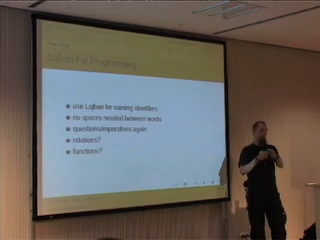 Lojban For Programming
use Lojban for naming identifiers
no spaces needed between words
questions/imperatives again
relations?
functions?